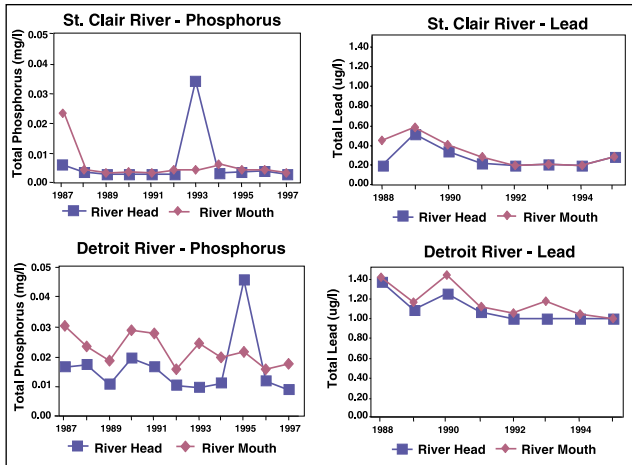 St. Clair River - Phosphorus
Total Phosphorus (mg/l)
0.05
0.04
0.03
0.02
0.01
0.00
1987 1989 1991 1993 1995 1997
River Head River Mouth
St. Clair River - Lead
Total Lead (ug/l)
1.40
1.20
1.00
0.80
0.60
0.40
0.20
0.00
1988 1990 1992 1994
River Head River Mouth
Detroit River - Phosphorus
Total Phosphorus (mg/l)
0.05
0.04
0.03
0.02
0.01
0.00
1987 1989 1991 1993 1995 1997
River Head River Mouth
Detroit River - Lead
Total Lead (ug/l)
1.40
1.20
1.00
0.80
0.60
0.40
0.20
0.00
1988 1990 1992 1994
River Head River Mouth